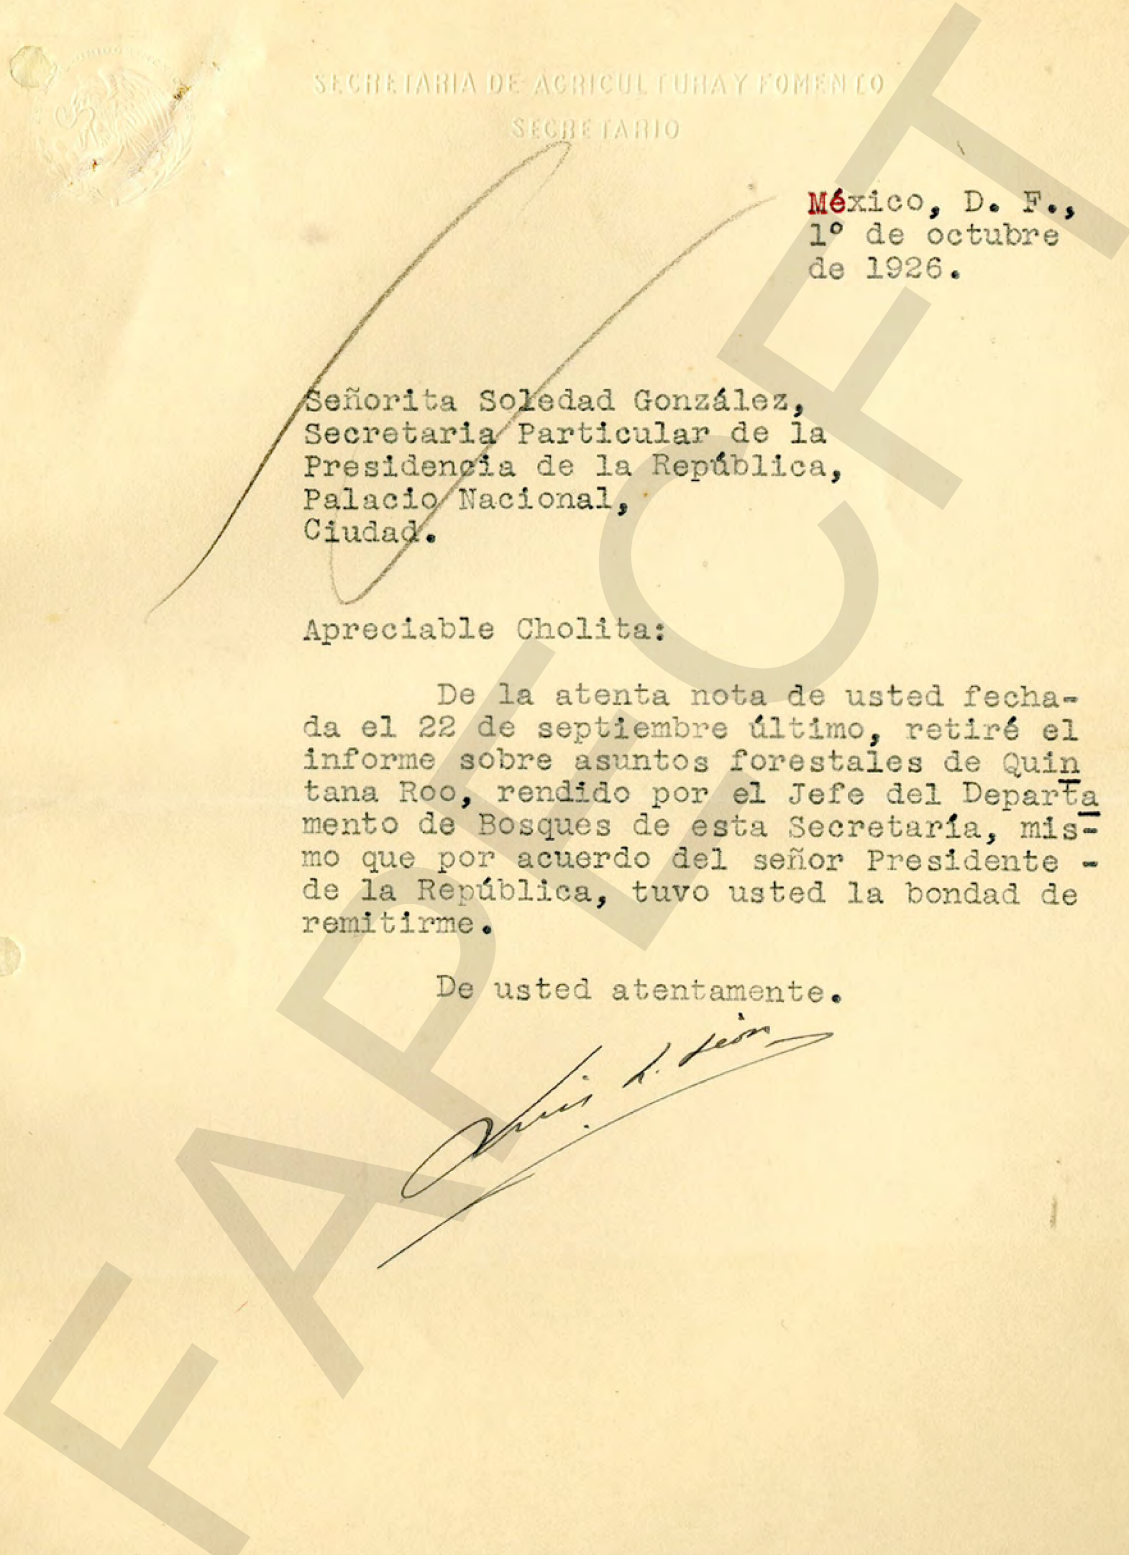 SECRETARIA DE AGRICULTURA Y FOMENTO
SECRETARIO
México, D. F.,
1º de octubre
de 1926.
Señorita Soledad González,
Secretaria Particular de la
Presidencia de la República,
Palacio Nacional,
Ciudad.
Apreciable Cholita:
De la atenta nota de usted fecha-
da el 22 de septiembre último, retiré el
informe sobre asuntos forestales de Quin
tana Roo, rendido por el Jefe del Departa
mento de Bosques de esta Secretaría, mis-
mo que por acuerdo del señor Presidente -
de la República, tuvo usted la bondad de
remitirme.
De usted atentamente.
Luis L. León
FAPECFT